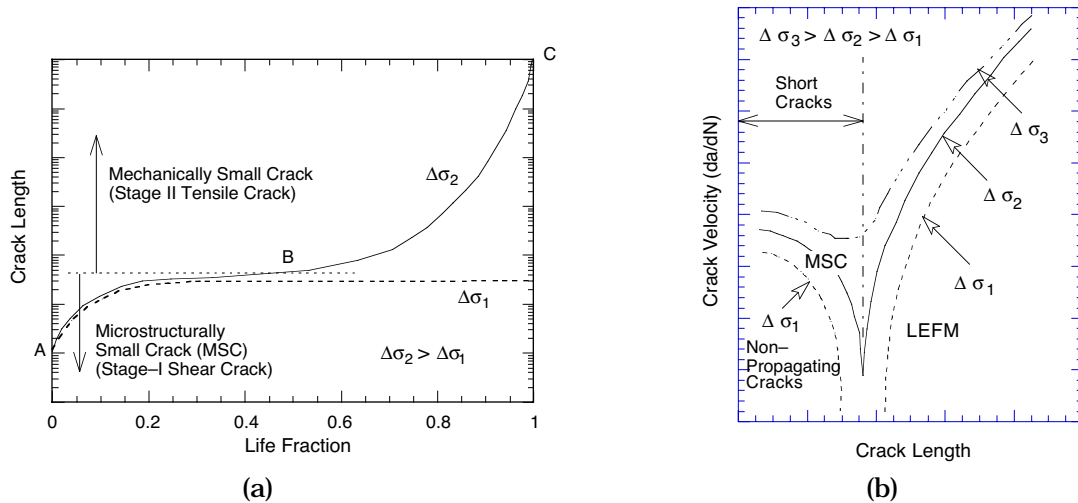 C
Crack Length
Mechanically Small Crack
(Stage II Tensile Crack)
Δσ2
B
Δσ1
A
Microstructurally
Small Crack (MSC)
(Stage–I Shear Crack)
Δσ2 > Δσ1
0 0.2 0.4 0.6 0.8 1
Life Fraction
(a)
Δ σ3 > Δ σ2 > Δ σ1
Short
Cracks
Crack Velocity (da/dN)
Δ σ3
Δ σ2
MSC
Δ σ1
Δ σ1
LEFM
Non–
Propagating
Cracks
Crack Length
(b)